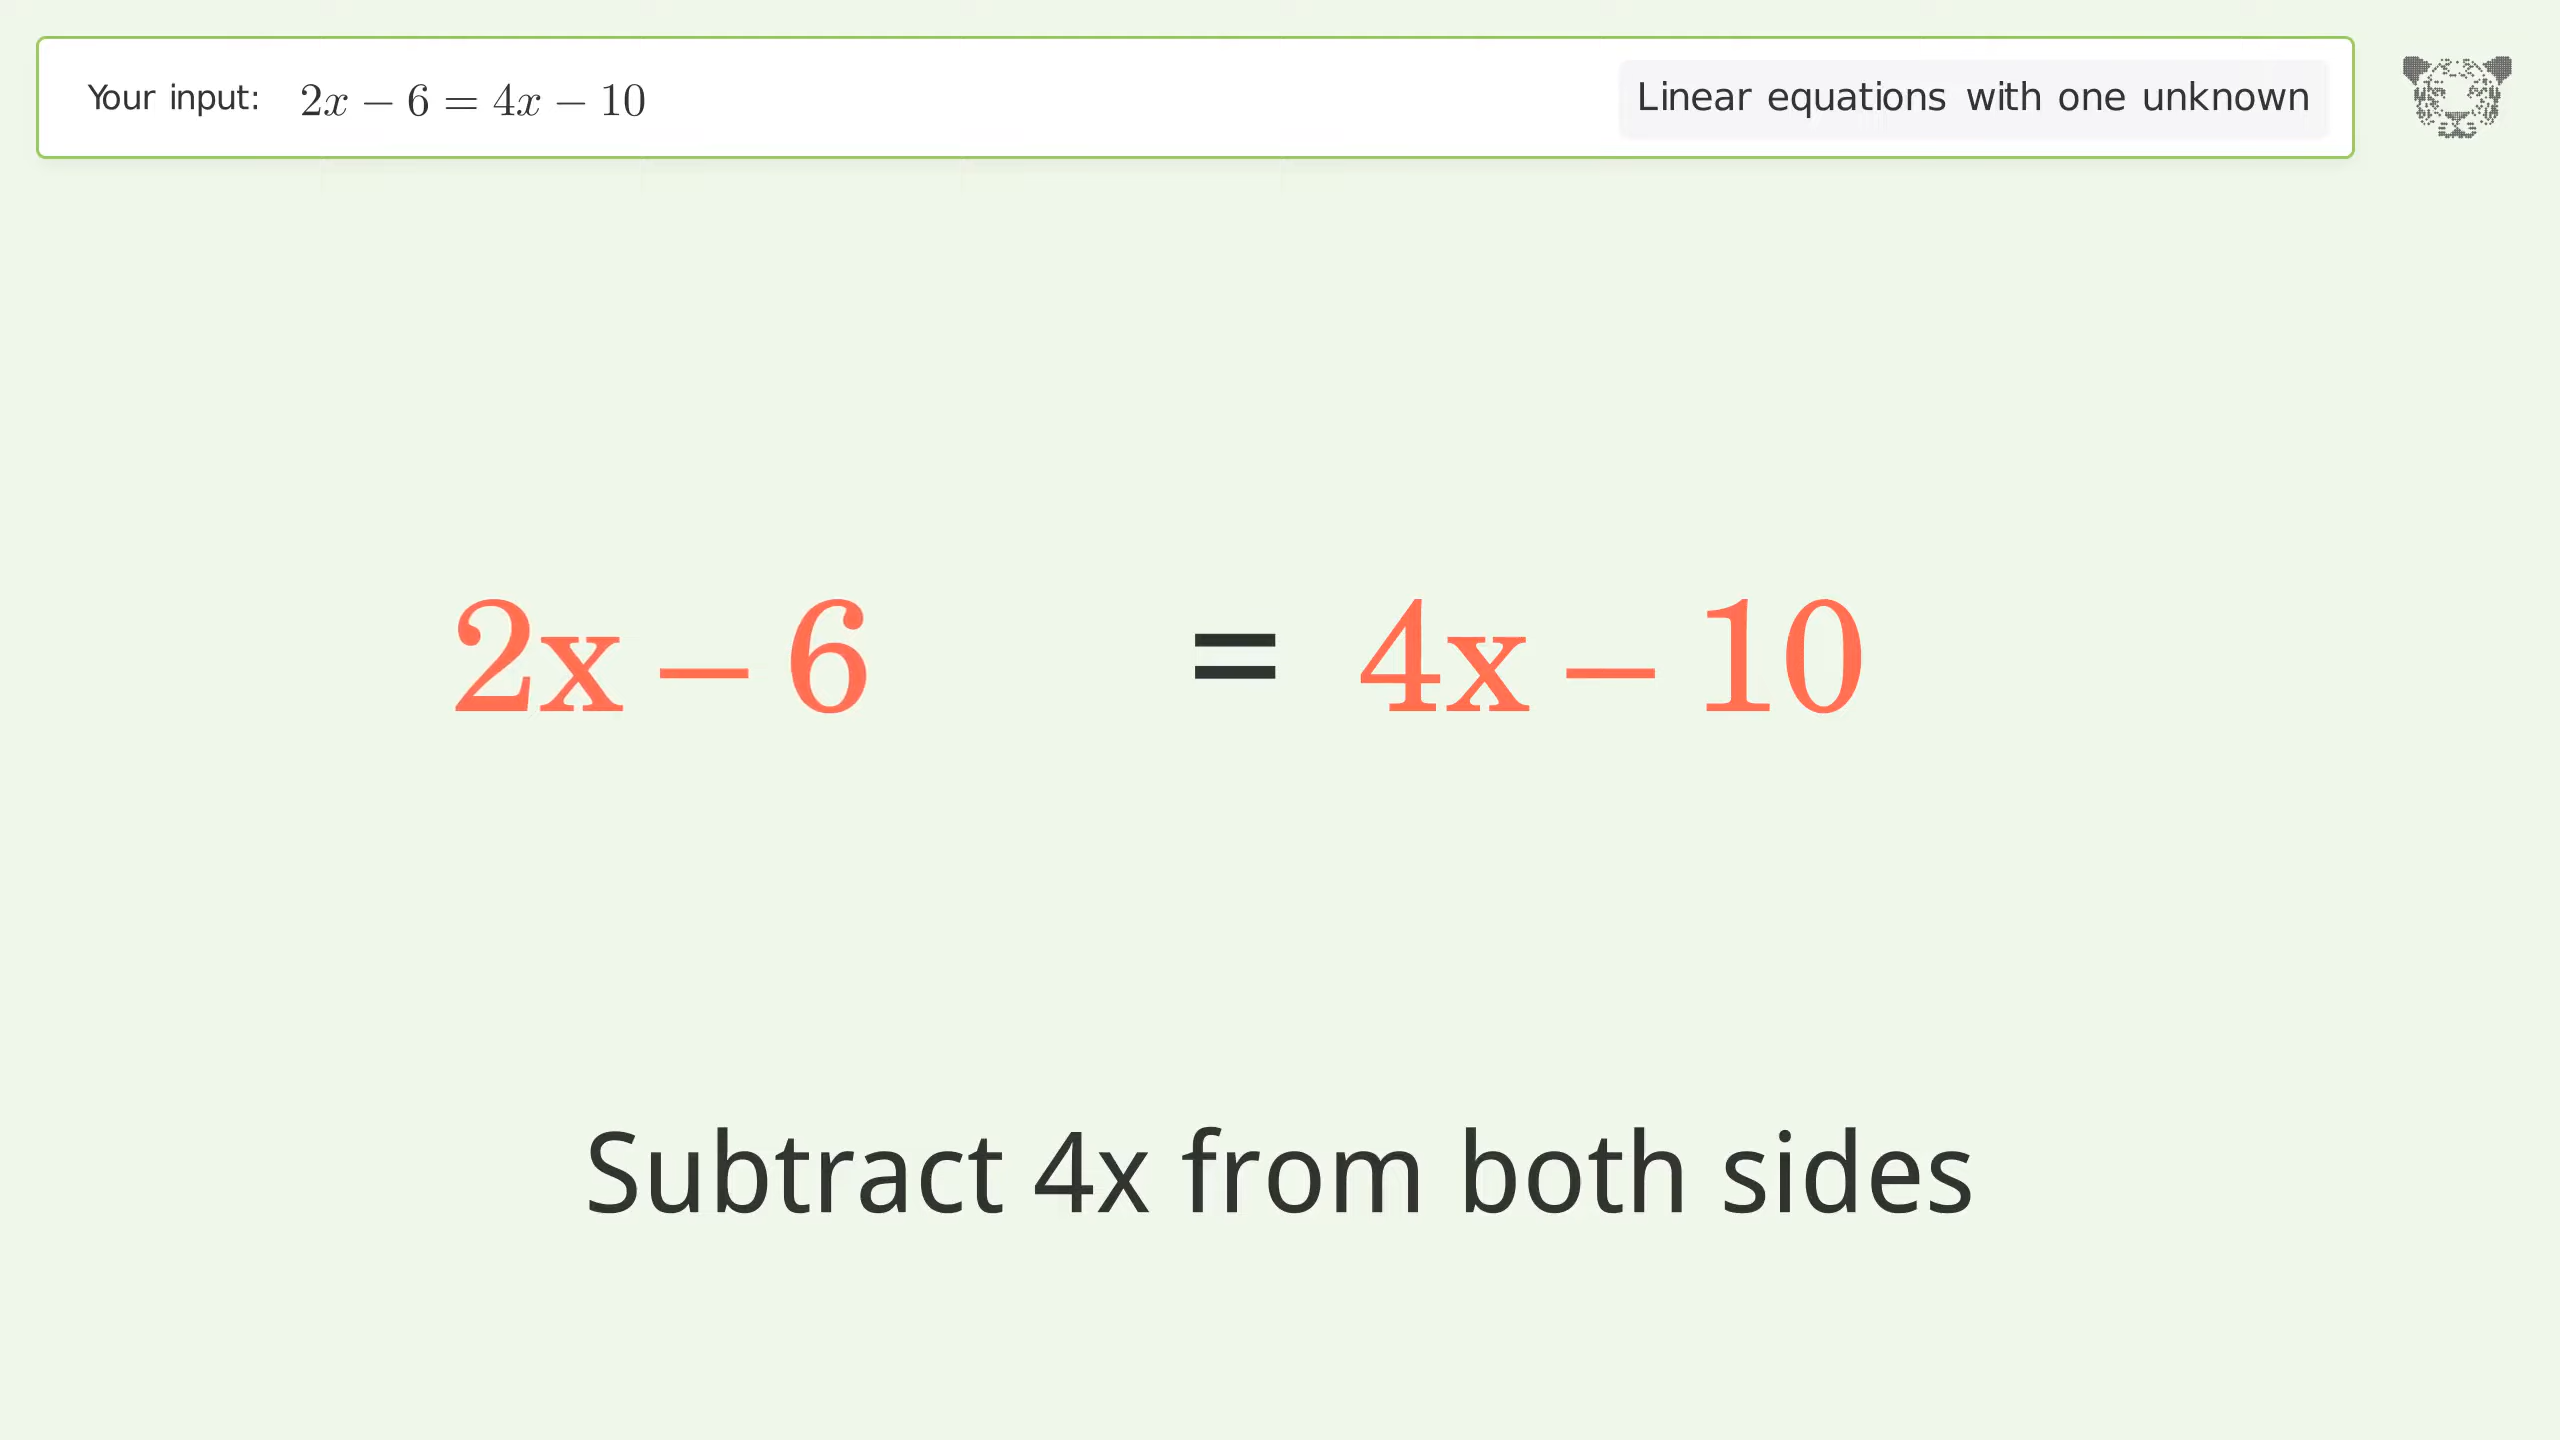 Your input: 2x − 6 = 4x − 10
Linear equations with one unknown
2x − 6 = 4x − 10
Subtract 4x from both sides